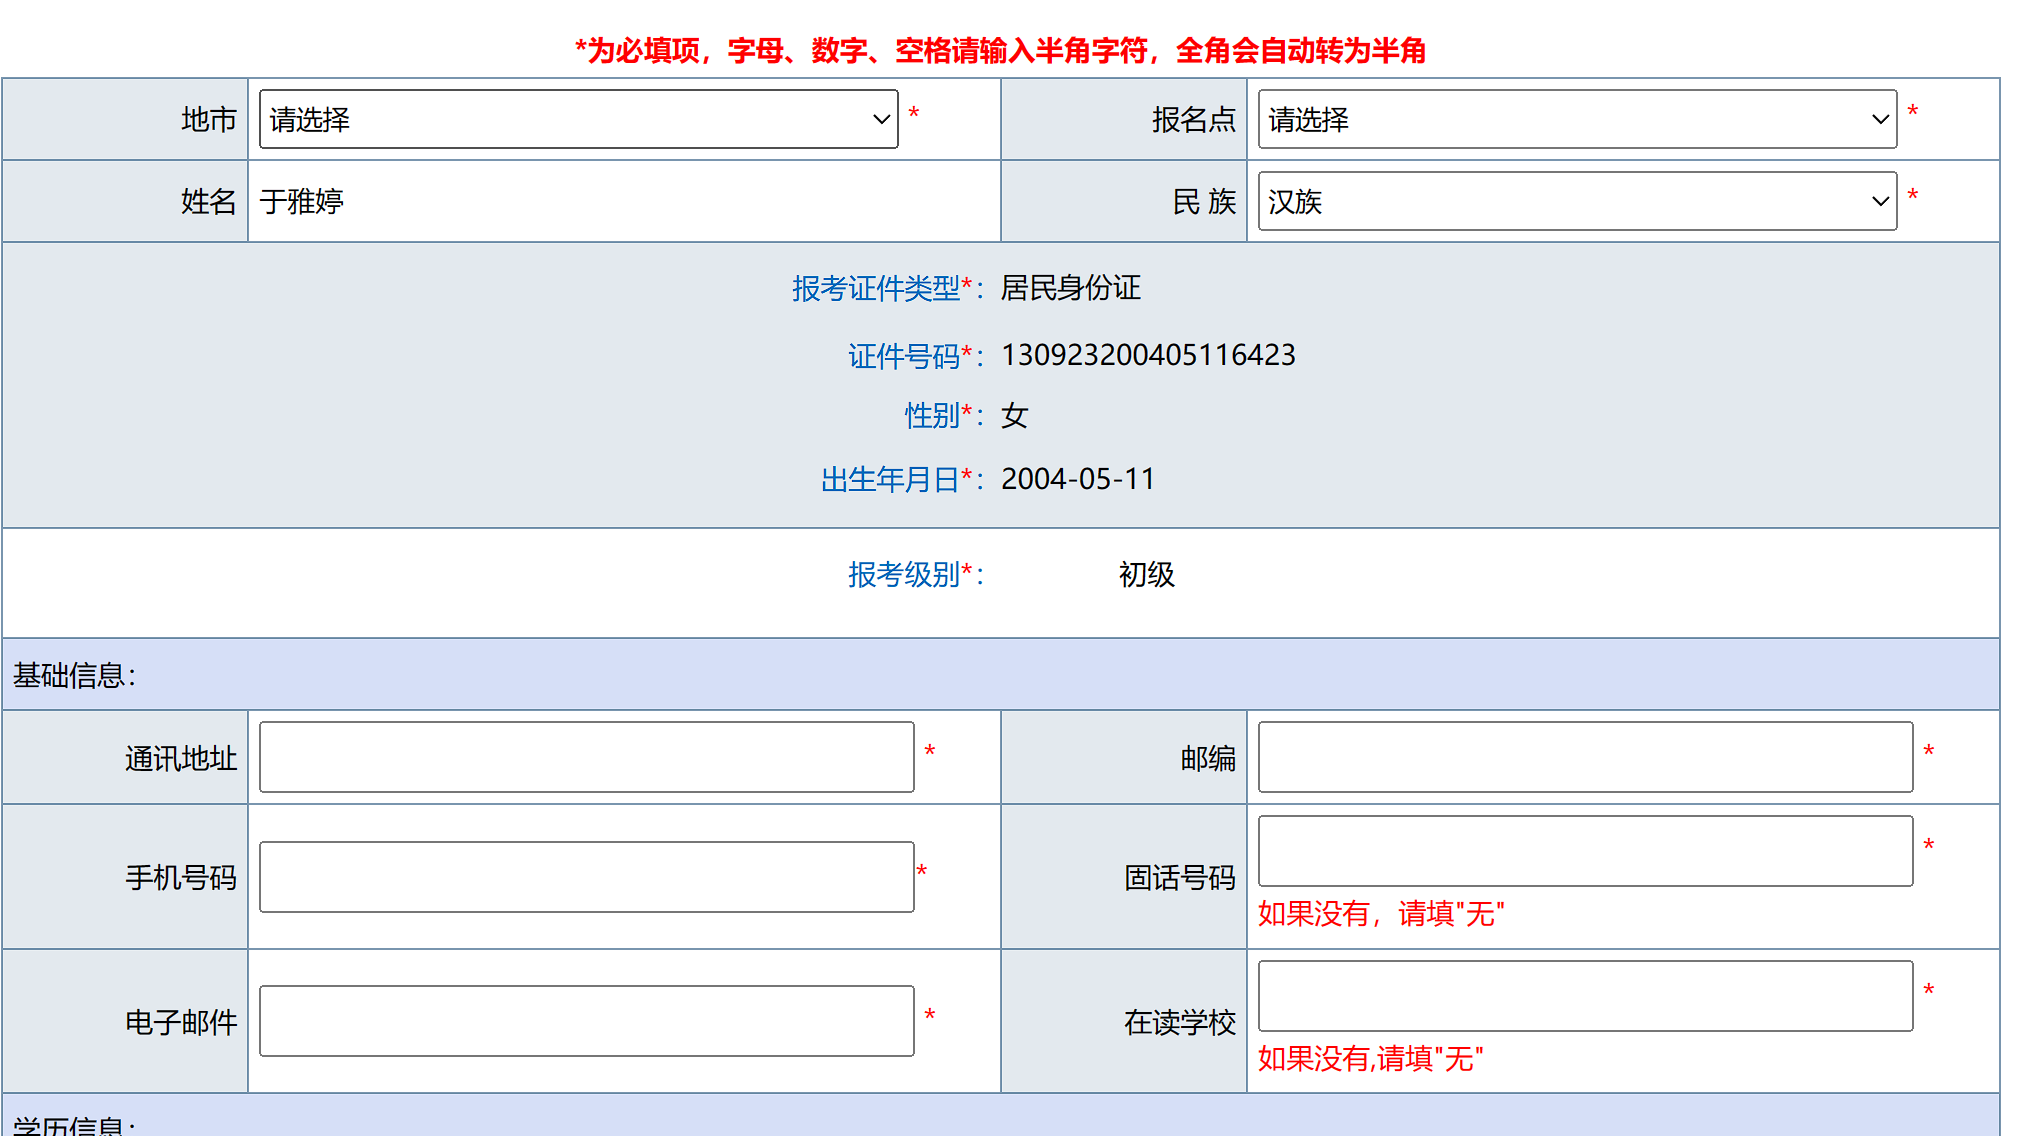 *为必填项，字母、数字、空格请输入半角字符，全角会自动转为半角
地市 请选择 * 报名点 请选择 *
姓名 于雅婷 民 族 汉族 *
报考证件类型*： 居民身份证
证件号码*： 130923200405116423
性别*： 女
出生年月日*： 2004-05-11
报考级别*： 初级
基础信息：
通讯地址 * 邮编 *
手机号码 * 固话号码 *
如果没有，请填"无"
电子邮件 * 在读学校 *
如果没有,请填"无"
学历信息：